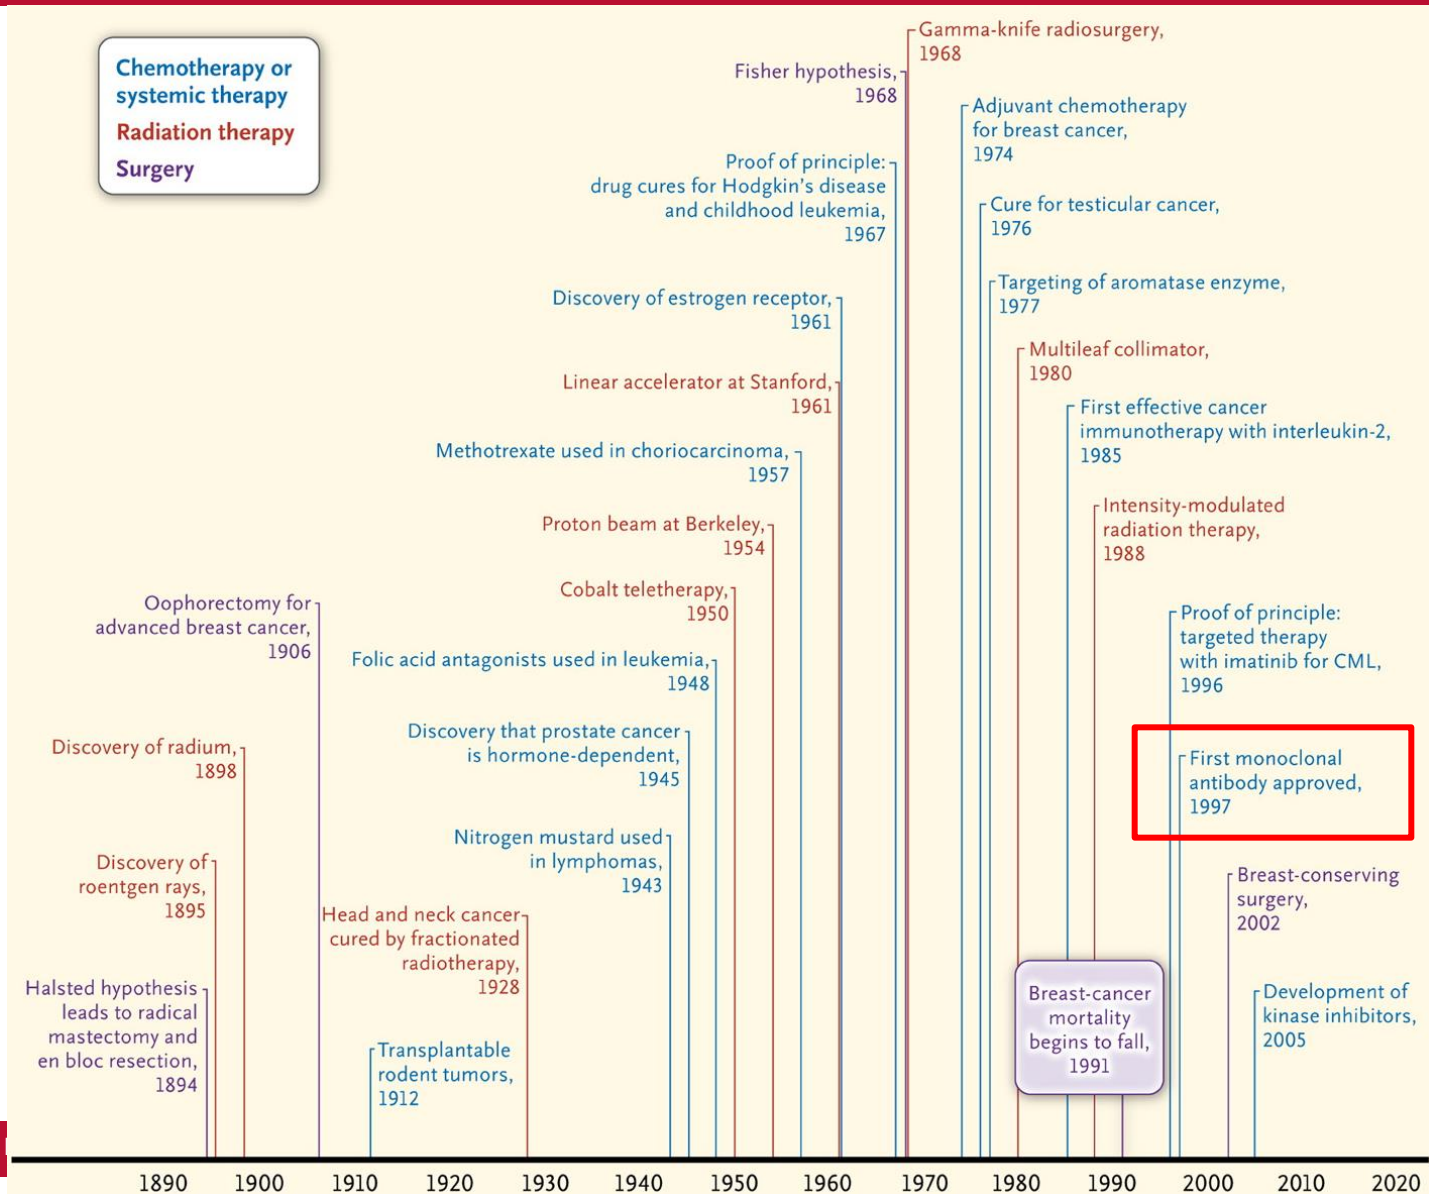 Chemotherapy or
systemic therapy
Radiation therapy
Surgery
Gamma-knife radiosurgery,
1968
Fisher hypothesis,
1968
Adjuvant chemotherapy
for breast cancer,
1974
Proof of principle:
drug cures for Hodgkin’s disease
and childhood leukemia,
1967
Cure for testicular cancer,
1976
Targeting of aromatase enzyme,
1977
Discovery of estrogen receptor,
1961
Multileaf collimator,
1980
Linear accelerator at Stanford,
1961
First effective cancer
immunotherapy with interleukin-2,
1985
Methotrexate used in choriocarcinoma,
1957
Intensity-modulated
radiation therapy,
1988
Proton beam at Berkeley,
1954
Cobalt teletherapy,
1950
Oophorectomy for
advanced breast cancer,
1906
Proof of principle:
targeted therapy
with imatinib for CML,
1996
Folic acid antagonists used in leukemia,
1948
Discovery that prostate cancer
is hormone-dependent,
1945
Discovery of radium,
1898
First monoclonal
antibody approved,
1997
Nitrogen mustard used
in lymphomas,
1943
Discovery of
roentgen rays,
1895
Breast-conserving
surgery,
2002
Head and neck cancer
cured by fractionated
radiotherapy,
1928
Halsted hypothesis
leads to radical
mastectomy and
en bloc resection,
1894
Breast-cancer
mortality
begins to fall,
1991
Development of
kinase inhibitors,
2005
Transplantable
rodent tumors,
1912
1890 1900 1910 1920 1930 1940 1950 1960 1970 1980 1990 2000 2010 2020